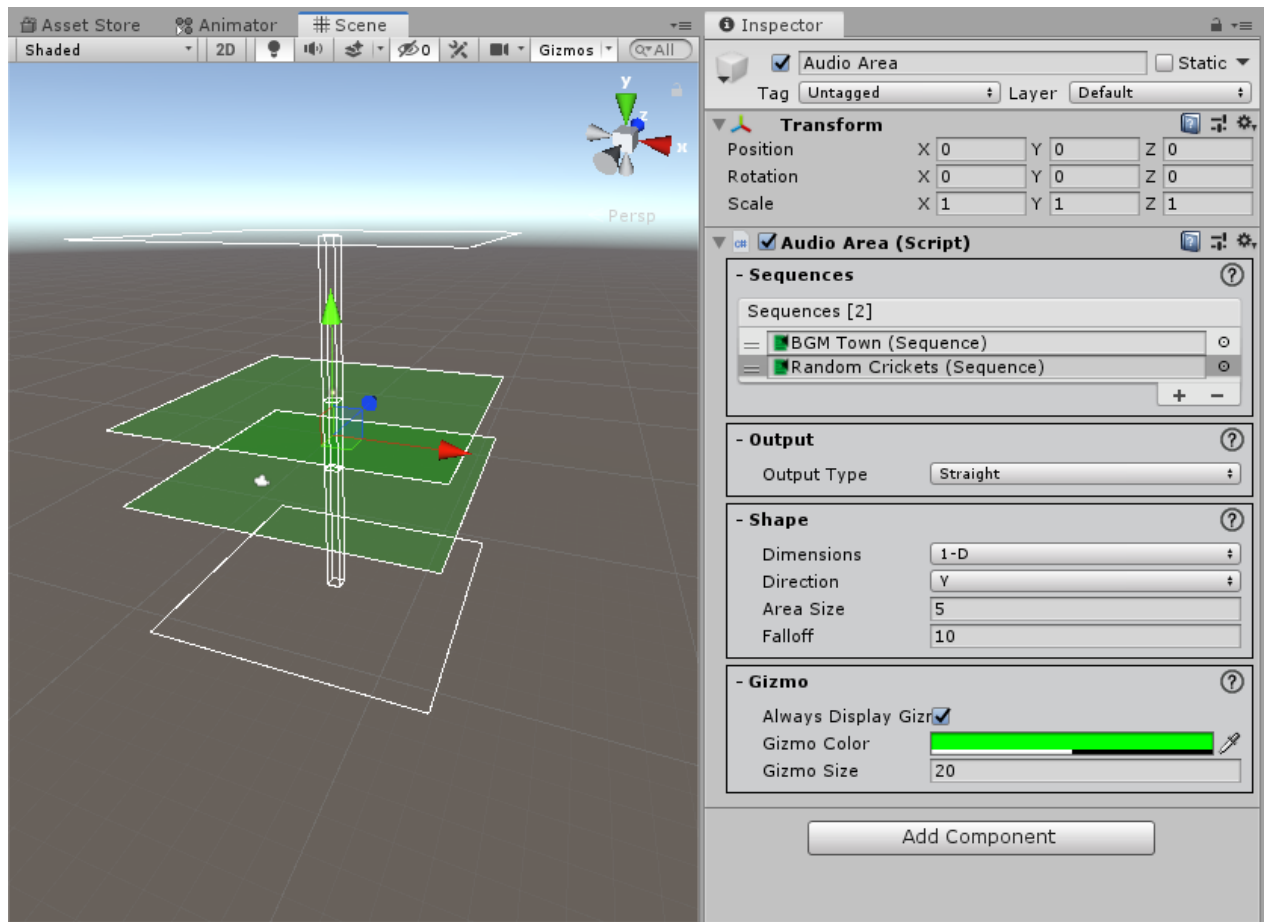 Asset Store Animator Scene
Shaded 2D 0 Gizmos All
y
z
x
Persp
Inspector
Audio Area Static
Tag Untagged Layer Default
Transform
Position X 0 Y 0 Z 0
Rotation X 0 Y 0 Z 0
Scale X 1 Y 1 Z 1
C# Audio Area (Script)
- Sequences ?
Sequences [2]
BGM Town (Sequence)
Random Crickets (Sequence)
+ -
- Output ?
Output Type Straight
- Shape ?
Dimensions 1-D
Direction Y
Area Size 5
Falloff 10
- Gizmo ?
Always Display Giz
Gizmo Color
Gizmo Size 20
Add Component